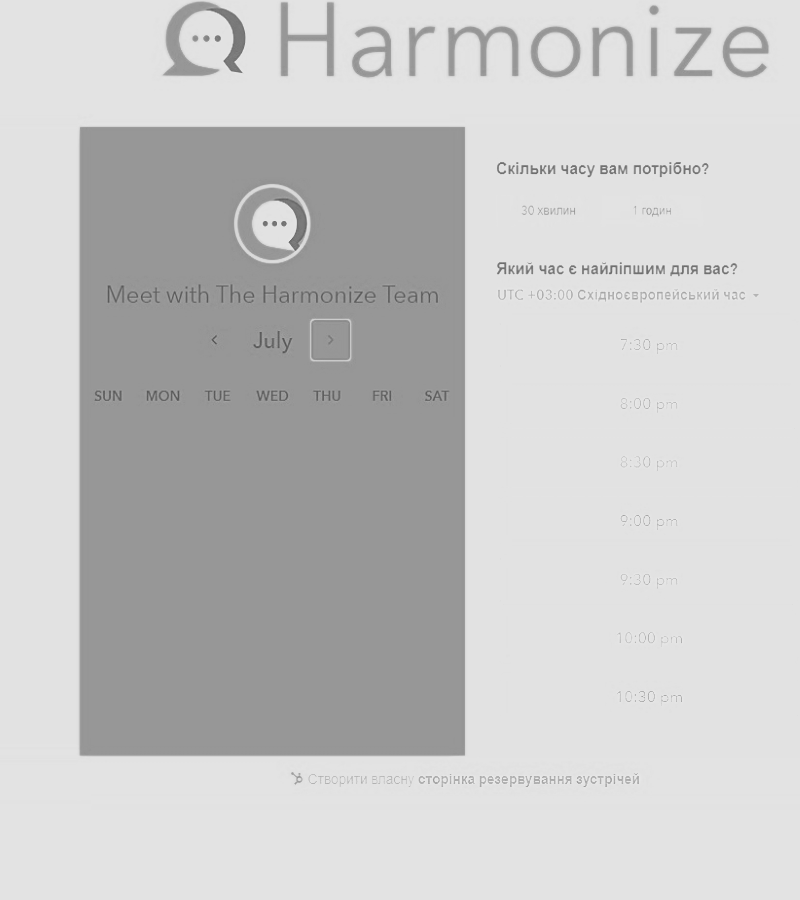 Harmonize
Meet with The Harmonize Team
July
SUN MON TUE WED THU FRI SAT
Скільки часу вам потрібно?
30 хвилин 1 годин
Який час є найліпшим для вас?
UTC +03:00 Східноєвропейський час
7:30 pm
8:00 pm
8:30 pm
9:00 pm
9:30 pm
10:00 pm
10:30 pm
Створити власну сторінка резервування зустрічей